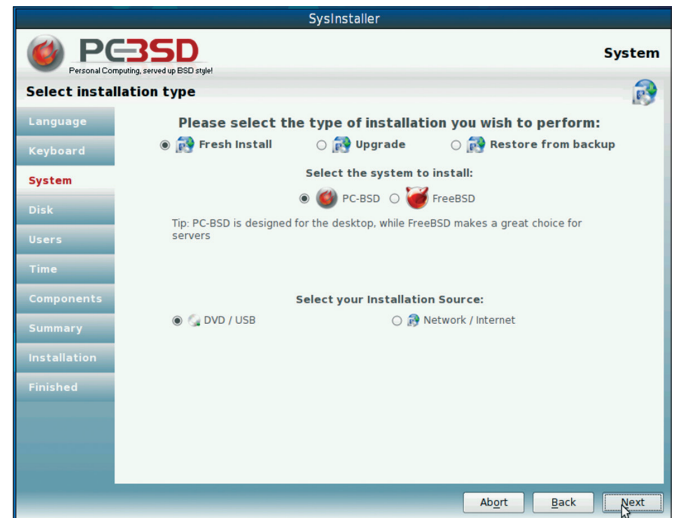 SysInstaller
PCBSD
Personal Computing, served up BSD style!
System
Select installation type
Language
Keyboard
System
Disk
Users
Time
Components
Summary
Installation
Finished
Please select the type of installation you wish to perform:
Fresh Install Upgrade Restore from backup
Select the system to install:
PC-BSD FreeBSD
Tip: PC-BSD is designed for the desktop, while FreeBSD makes a great choice for
servers
Select your Installation Source:
DVD / USB Network / Internet
Abort Back Next